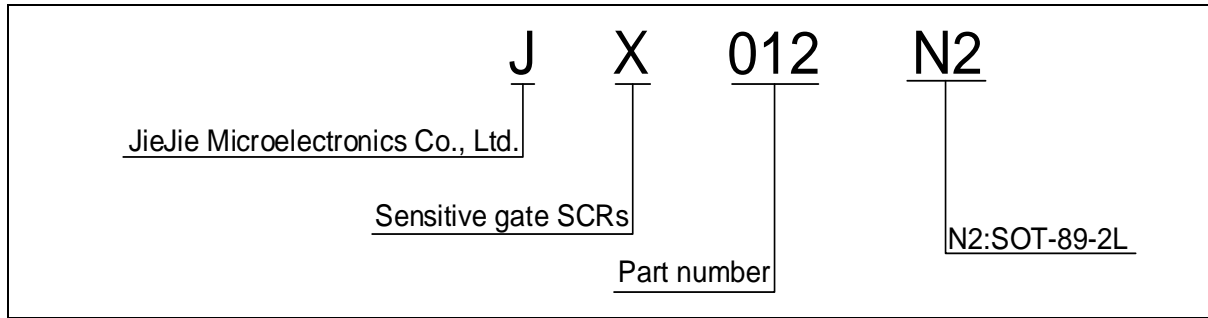 J X 012 N2
JieJie Microelectronics Co., Ltd.
Sensitive gate SCRs
N2:SOT-89-2L
Part number